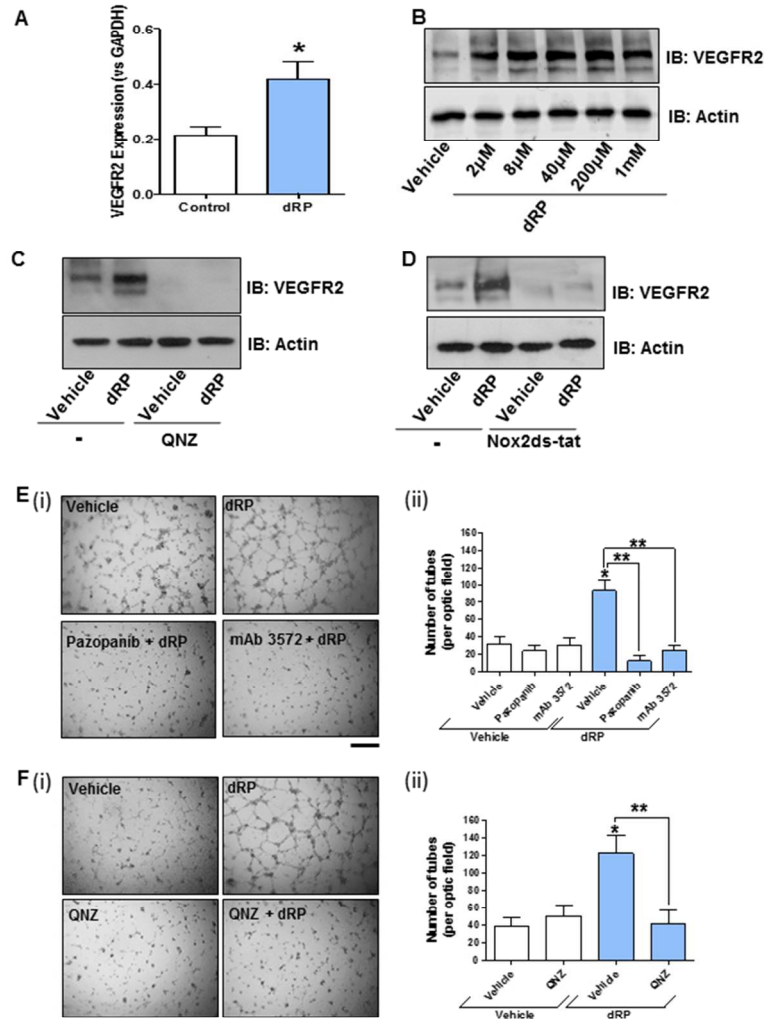 A
VEGFR2 Expression (vs GAPDH)
0.6
0.4
0.2
0.0
*
Control
dRP
B
IB: VEGFR2
IB: Actin
Vehicle
2µM
8µM
40µM
200µM
1mM
dRP
C
IB: VEGFR2
IB: Actin
Vehicle
dRP
Vehicle
dRP
-
QNZ
D
IB: VEGFR2
IB: Actin
Vehicle
dRP
Vehicle
dRP
-
Nox2ds-tat
E (i)
Vehicle
dRP
Pazopanib + dRP
mAb 3572 + dRP
(ii)
Number of tubes
(per optic field)
160
140
120
100
80
60
40
20
0
**
**
*
Vehicle
Pazopanib
mAb 3572
Vehicle
Pazopanib
mAb 3572
Vehicle
dRP
F (i)
Vehicle
dRP
QNZ
QNZ + dRP
(ii)
Number of tubes
(per optic field)
160
140
120
100
80
60
40
20
0
**
*
Vehicle
QNZ
Vehicle
QNZ
Vehicle
dRP